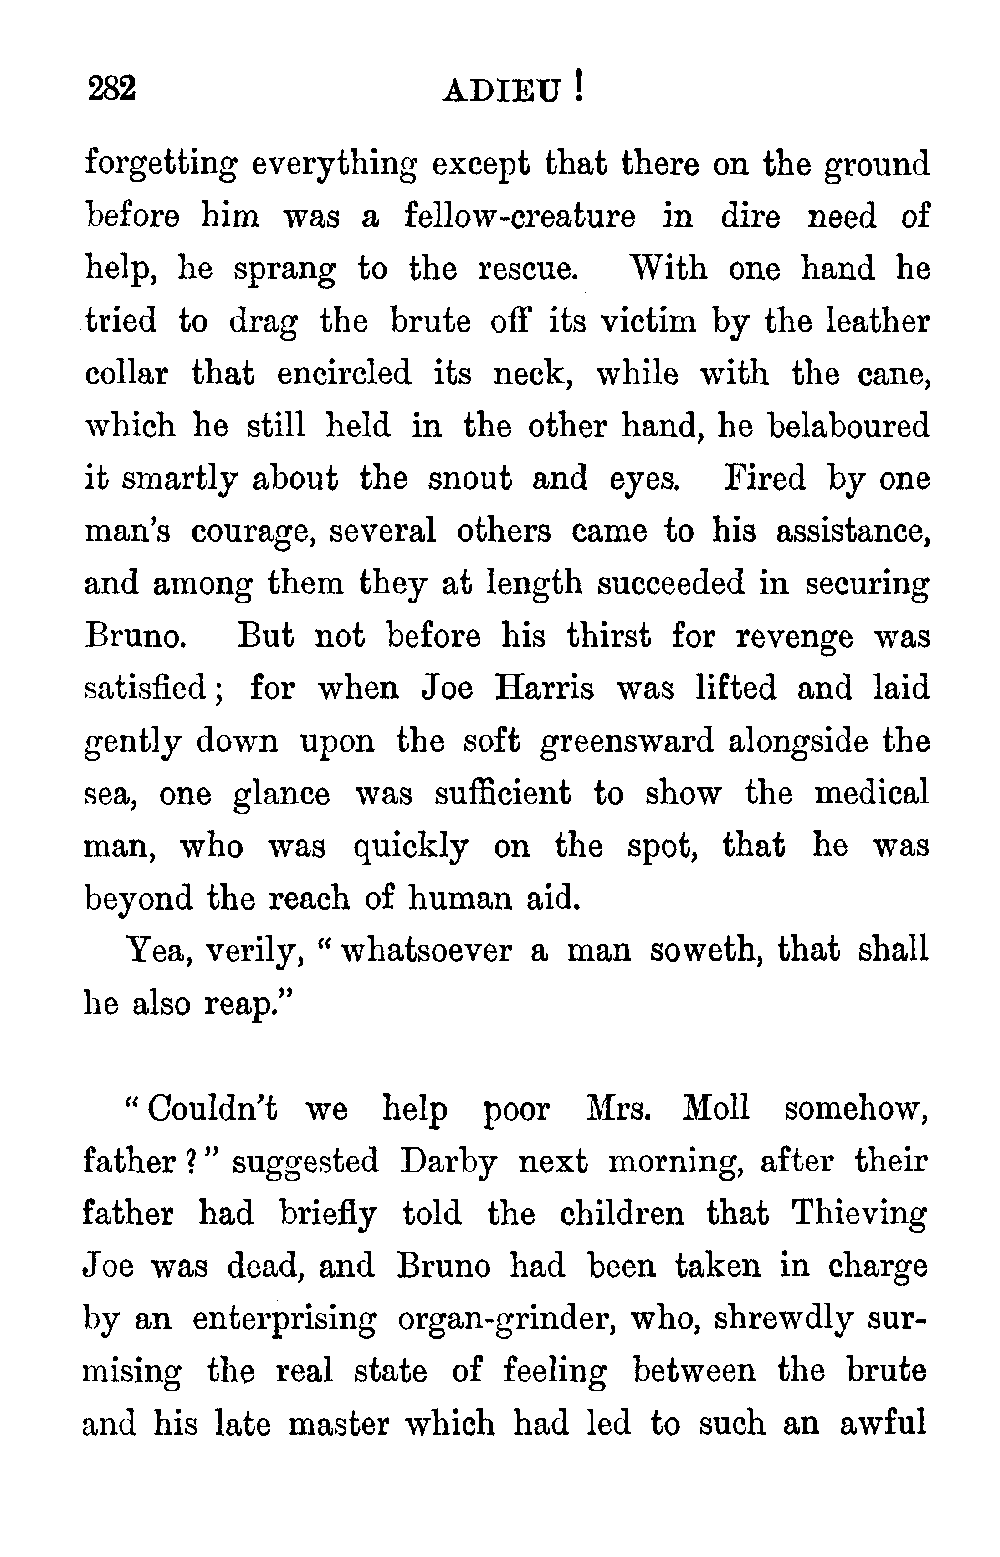 282 ADIEU !
forgetting everything except that there on the ground
before him was a fellow-creature in dire need of
help, he sprang to the rescue. With one hand he
tried to drag the brute off its victim by the leather
collar that encircled its neck, while with the cane,
which he still held in the other hand, he belaboured
it smartly about the snout and eyes. Fired by one
man's courage, several others came to his assistance,
and among them they at length succeeded in securing
Bruno. But not before his thirst for revenge was
satisfied ; for when Joe Harris was lifted and laid
gently down upon the soft greensward alongside the
sea, one glance was sufficient to show the medical
man, who was quickly on the spot, that he was
beyond the reach of human aid.
Yea, verily, “ whatsoever a man soweth, that shall
he also reap.”
“ Couldn't we help poor Mrs. Moll somehow,
father ? ” suggested Darby next morning, after their
father had briefly told the children that Thieving
Joe was dead, and Bruno had been taken in charge
by an enterprising organ-grinder, who, shrewdly sur-
mising the real state of feeling between the brute
and his late master which had led to such an awful